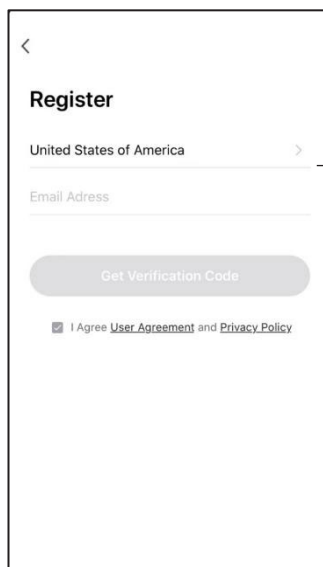 Register
United States of America
Email Adress
Get Verification Code
I Agree User Agreement and Privacy Policy